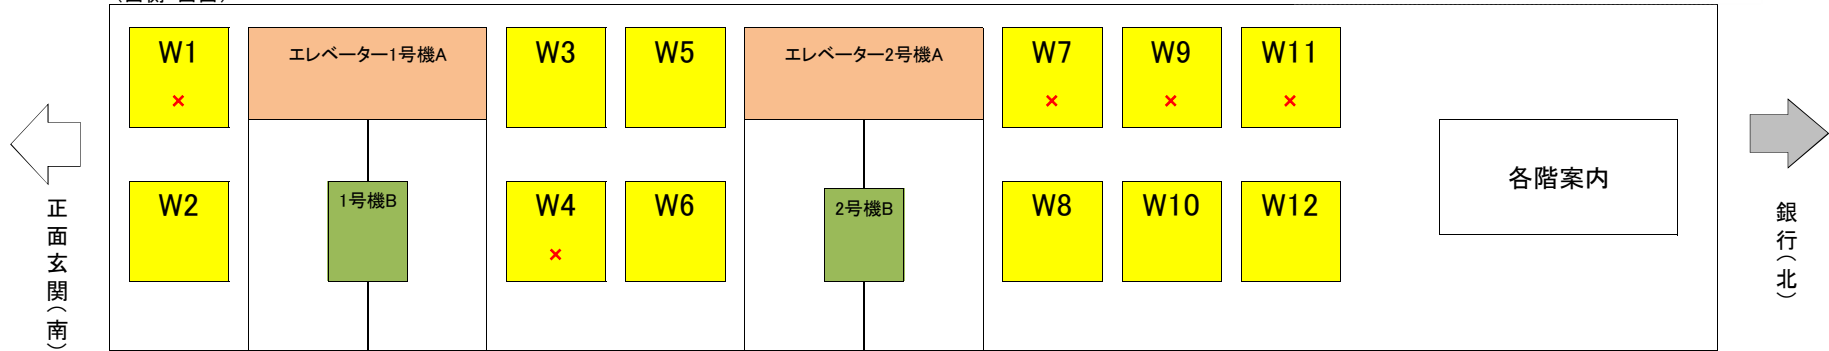 W1 エレベーター1号機A W3 W5 エレベーター2号機A W7 W9 W11
× × × ×
W2 1号機B W4 W6 2号機B W8 W10 W12
×
各階案内
正面玄関(南)
銀行(北)